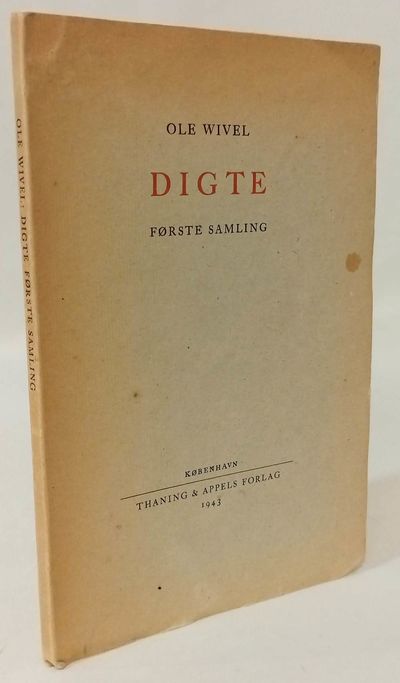 OLE WIVEL
DIGTE
FØRSTE SAMLING
KØBENHAVN
THANING & APPELS FORLAG
1943
OLE WIVEL: DIGTE FØRSTE SAMLING